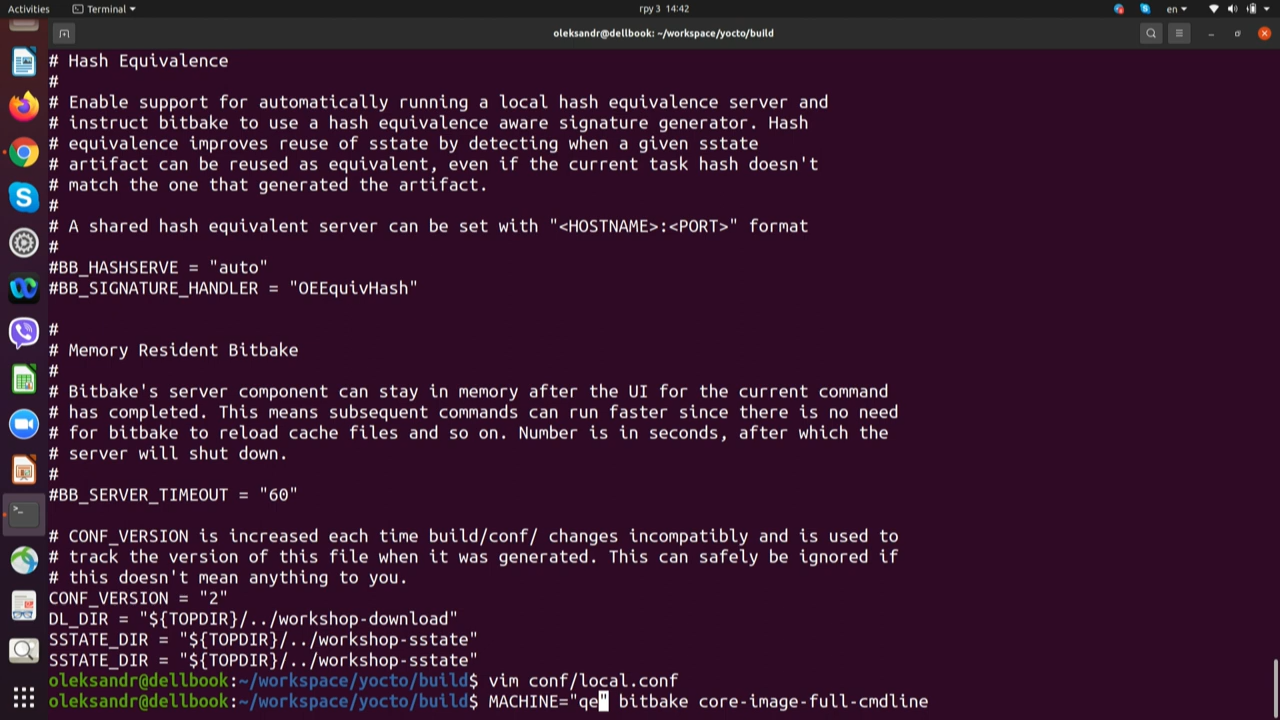 Activities
Terminal
гру 3 14:42
en
oleksandr@dellbook: ~/workspace/yocto/build
# Hash Equivalence
#
# Enable support for automatically running a local hash equivalence server and
# instruct bitbake to use a hash equivalence aware signature generator. Hash
# equivalence improves reuse of sstate by detecting when a given sstate
# artifact can be reused as equivalent, even if the current task hash doesn't
# match the one that generated the artifact.
#
# A shared hash equivalent server can be set with "<HOSTNAME>:<PORT>" format
#
#BB_HASHSERVE = "auto"
#BB_SIGNATURE_HANDLER = "OEEquivHash"
#
# Memory Resident Bitbake
#
# Bitbake's server component can stay in memory after the UI for the current command
# has completed. This means subsequent commands can run faster since there is no need
# for bitbake to reload cache files and so on. Number is in seconds, after which the
# server will shut down.
#
#BB_SERVER_TIMEOUT = "60"
# CONF_VERSION is increased each time build/conf/ changes incompatibly and is used to
# track the version of this file when it was generated. This can safely be ignored if
# this doesn't mean anything to you.
CONF_VERSION = "2"
DL_DIR = "${TOPDIR}/../workshop-download"
SSTATE_DIR = "${TOPDIR}/../workshop-sstate"
SSTATE_DIR = "${TOPDIR}/../workshop-sstate"
oleksandr@dellbook:~/workspace/yocto/build$ vim conf/local.conf
oleksandr@dellbook:~/workspace/yocto/build$ MACHINE="qe" bitbake core-image-full-cmdline